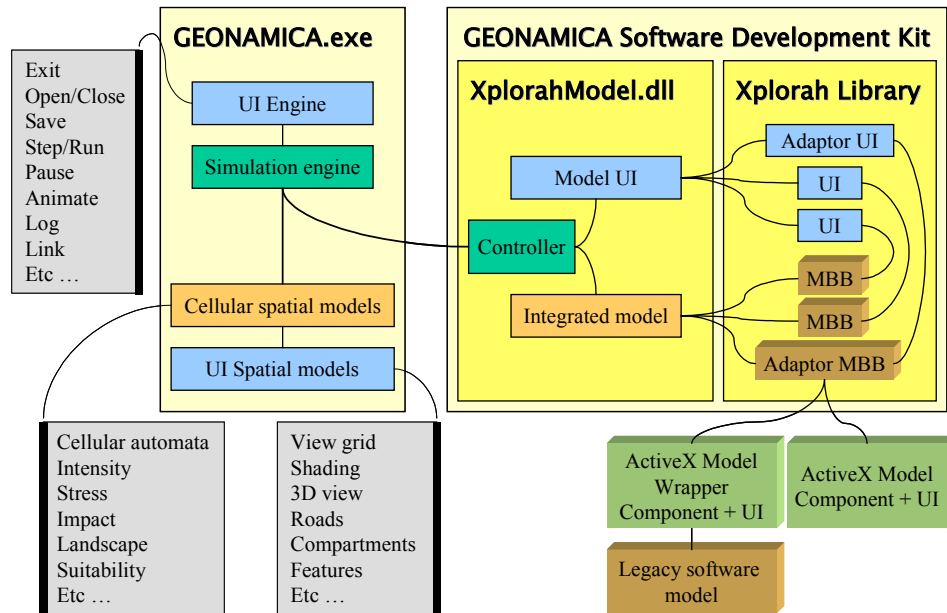 GEONAMICA.exe
UI Engine
Simulation engine
Cellular spatial models
UI Spatial models
Exit
Open/Close
Save
Step/Run
Pause
Animate
Log
Link
Etc …
Cellular automata
Intensity
Stress
Impact
Landscape
Suitability
Etc …
View grid
Shading
3D view
Roads
Compartments
Features
Etc …
GEONAMICA Software Development Kit
XplorahModel.dll
Model UI
Controller
Integrated model
Xplorah Library
Adaptor UI
UI
UI
MBB
MBB
Adaptor MBB
ActiveX Model
Wrapper
Component + UI
ActiveX Model
Component + UI
Legacy software
model